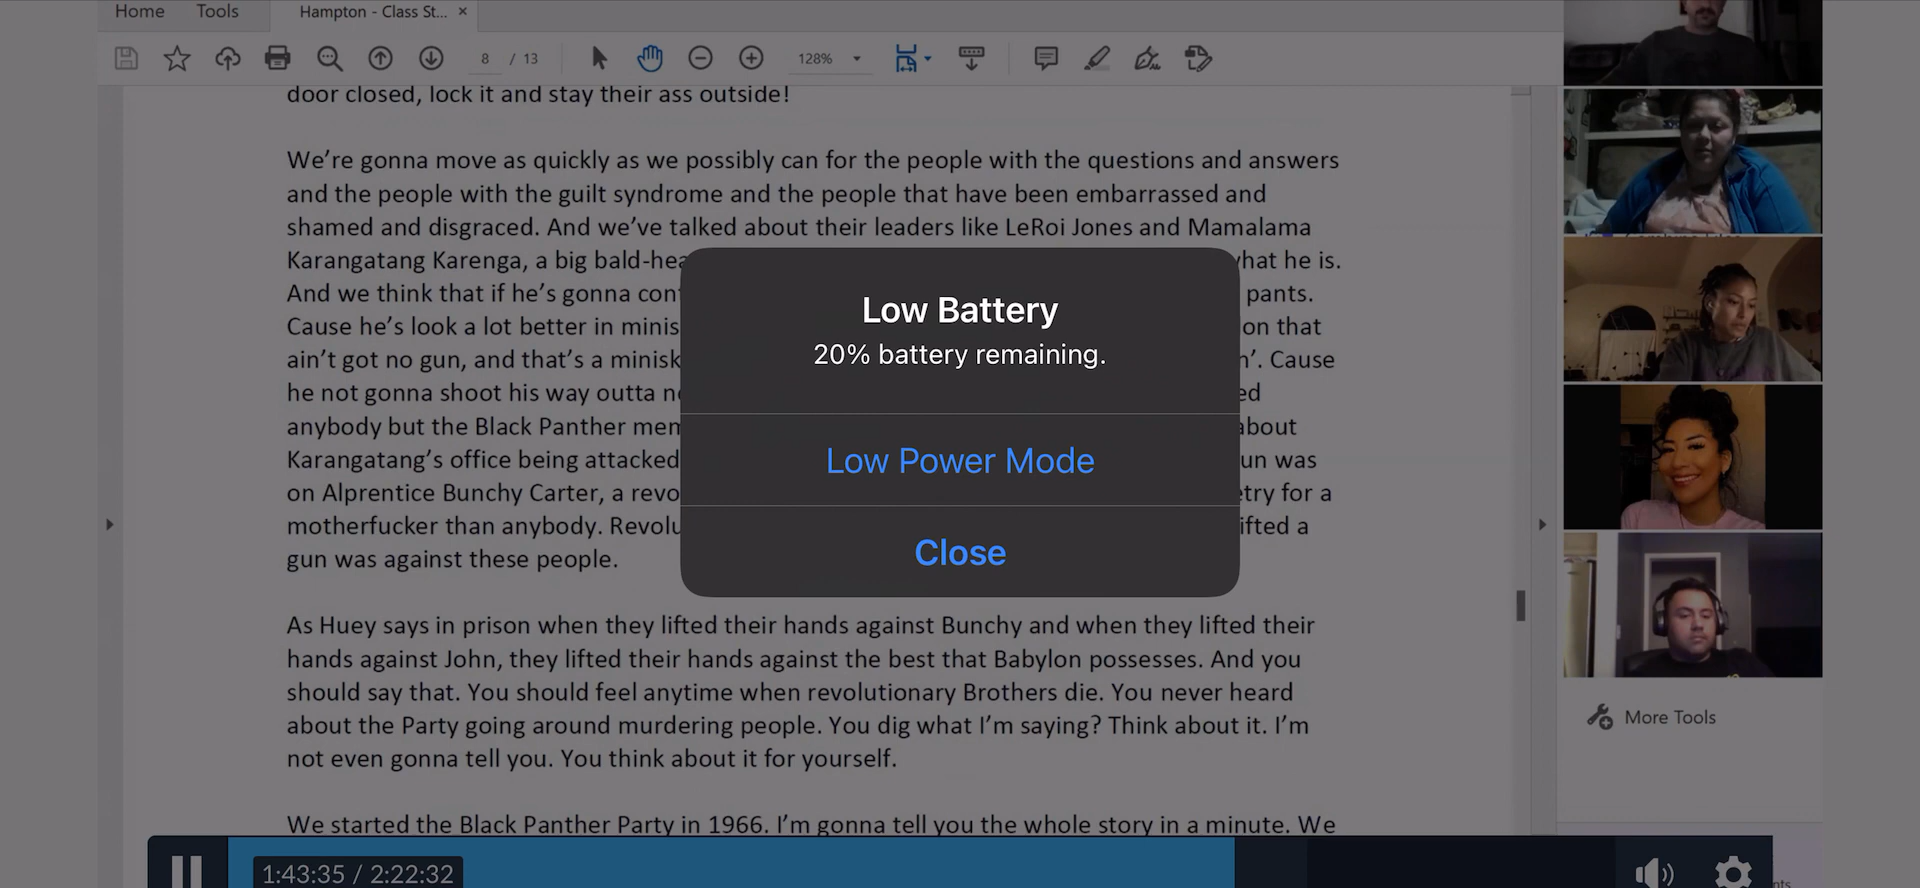 Home Tools Hampton - Class St... ×
8 / 13 128%
door closed, lock it and stay their ass outside!
We’re gonna move as quickly as we possibly can for the people with the questions and answers
and the people with the guilt syndrome and the people that have been embarrassed and
shamed and disgraced. And we’ve talked about their leaders like LeRoi Jones and Mamalama
Karangatang Karenga, a big bald-hea what he is.
And we think that if he’s gonna con pants.
Cause he’s look a lot better in minis on that
ain’t got no gun, and that’s a minisk n’. Cause
he not gonna shoot his way outta n ed
anybody but the Black Panther mem about
Karangatang’s office being attacked un was
on Alprentice Bunchy Carter, a revo etry for a
motherfucker than anybody. Revolu ifted a
gun was against these people.
Low Battery
20% battery remaining.
Low Power Mode
Close
As Huey says in prison when they lifted their hands against Bunchy and when they lifted their
hands against John, they lifted their hands against the best that Babylon possesses. And you
should say that. You should feel anytime when revolutionary Brothers die. You never heard
about the Party going around murdering people. You dig what I’m saying? Think about it. I’m
not even gonna tell you. You think about it for yourself.
We started the Black Panther Party in 1966. I’m gonna tell you the whole story in a minute. We
More Tools
1:43:35 / 2:22:32
nts